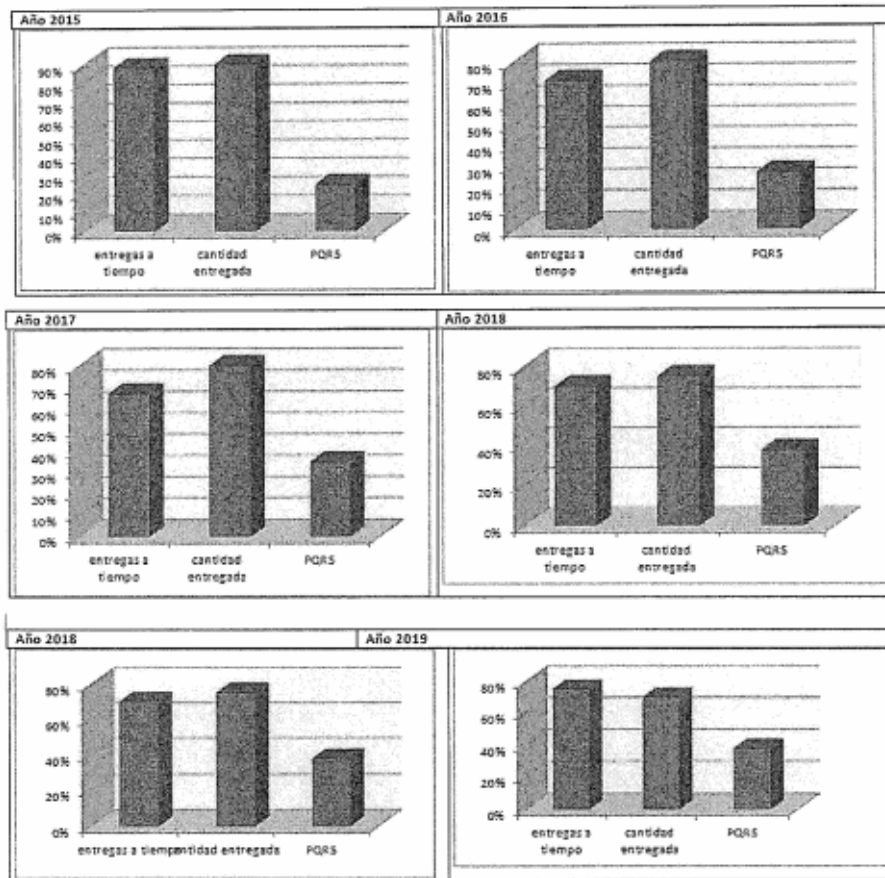 Año 2015
90%
80%
70%
60%
50%
40%
30%
20%
10%
0%
entregas a
tiempo
cantidad
entregada
PQRS
Año 2016
80%
70%
60%
50%
40%
30%
20%
10%
0%
entregas a
tiempo
cantidad
entregada
PQRS
Año 2017
80%
70%
60%
50%
40%
30%
20%
10%
0%
entregas a
tiempo
cantidad
entregada
PQRS
Año 2018
80%
60%
40%
20%
0%
entregas a
tiempo
cantidad
entregada
PQRS
Año 2018
80%
60%
40%
20%
0%
entregas a tiempo
cantidad entregada
PQRS
Año 2019
80%
60%
40%
20%
0%
entregas a
tiempo
cantidad
entregada
PQRS